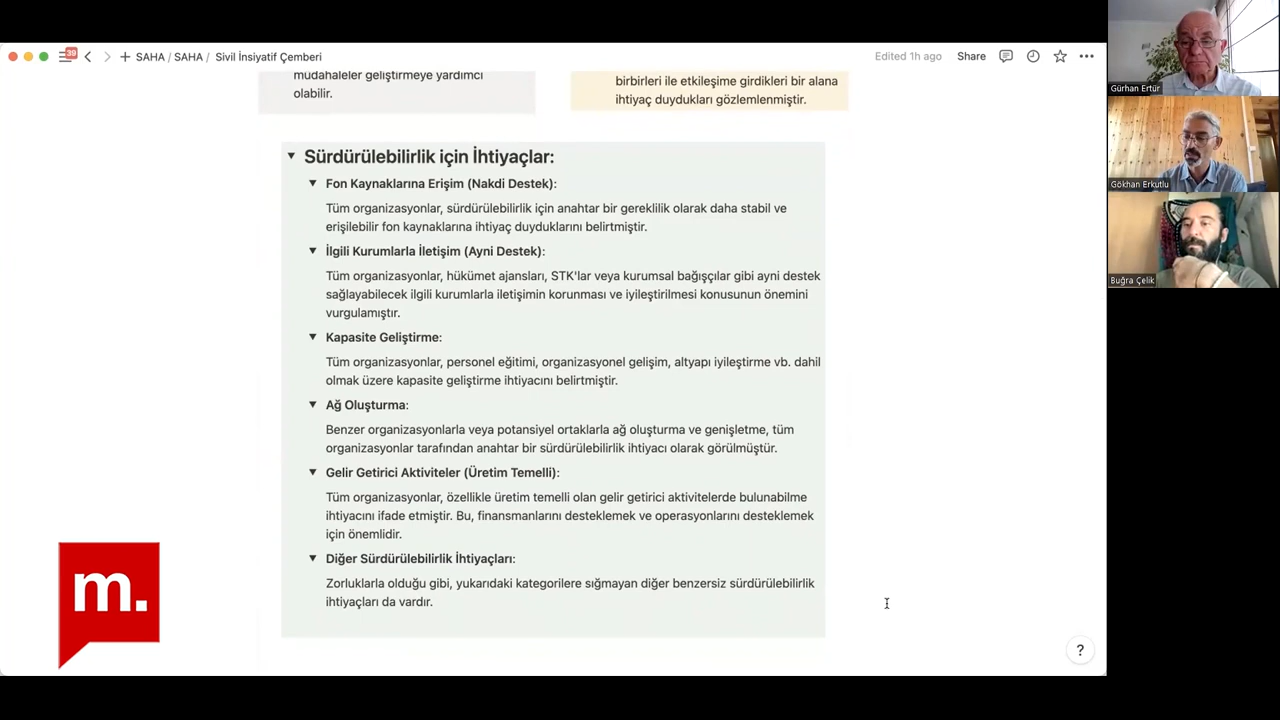 39
SAHA / SAHA / Sivil İnsiyatif Çemberi
Edited 1h ago
Share
müdahaleler geliştirmeye yardımcı
olabilir.
birbirleri ile etkileşime girdikleri bir alana
ihtiyaç duydukları gözlemlenmiştir.
Sürdürülebilirlik için İhtiyaçlar:
Fon Kaynaklarına Erişim (Nakdi Destek):
Tüm organizasyonlar, sürdürülebilirlik için anahtar bir gereklilik olarak daha stabil ve
erişilebilir fon kaynaklarına ihtiyaç duyduklarını belirtmiştir.
İlgili Kurumlarla İletişim (Ayni Destek):
Tüm organizasyonlar, hükümet ajansları, STK'lar veya kurumsal bağışçılar gibi ayni destek
sağlayabilecek ilgili kurumlarla iletişimin korunması ve iyileştirilmesi konusunun önemini
vurgulamıştır.
Kapasite Geliştirme:
Tüm organizasyonlar, personel eğitimi, organizasyonel gelişim, altyapı iyileştirme vb. dahil
olmak üzere kapasite geliştirme ihtiyacını belirtmiştir.
Ağ Oluşturma:
Benzer organizasyonlarla veya potansiyel ortaklarla ağ oluşturma ve genişletme, tüm
organizasyonlar tarafından anahtar bir sürdürülebilirlik ihtiyacı olarak görülmüştür.
Gelir Getirici Aktiviteler (Üretim Temelli):
Tüm organizasyonlar, özellikle üretim temelli olan gelir getirici aktivitelerde bulunabilme
ihtiyacını ifade etmiştir. Bu, finansmanlarını desteklemek ve operasyonlarını desteklemek
için önemlidir.
Diğer Sürdürülebilirlik İhtiyaçları:
Zorluklarla olduğu gibi, yukarıdaki kategorilere sığmayan diğer benzersiz sürdürülebilirlik
ihtiyaçları da vardır.
m.
?
Gürhan Ertür
Gökhan Erkutlu
Buğra Çelik